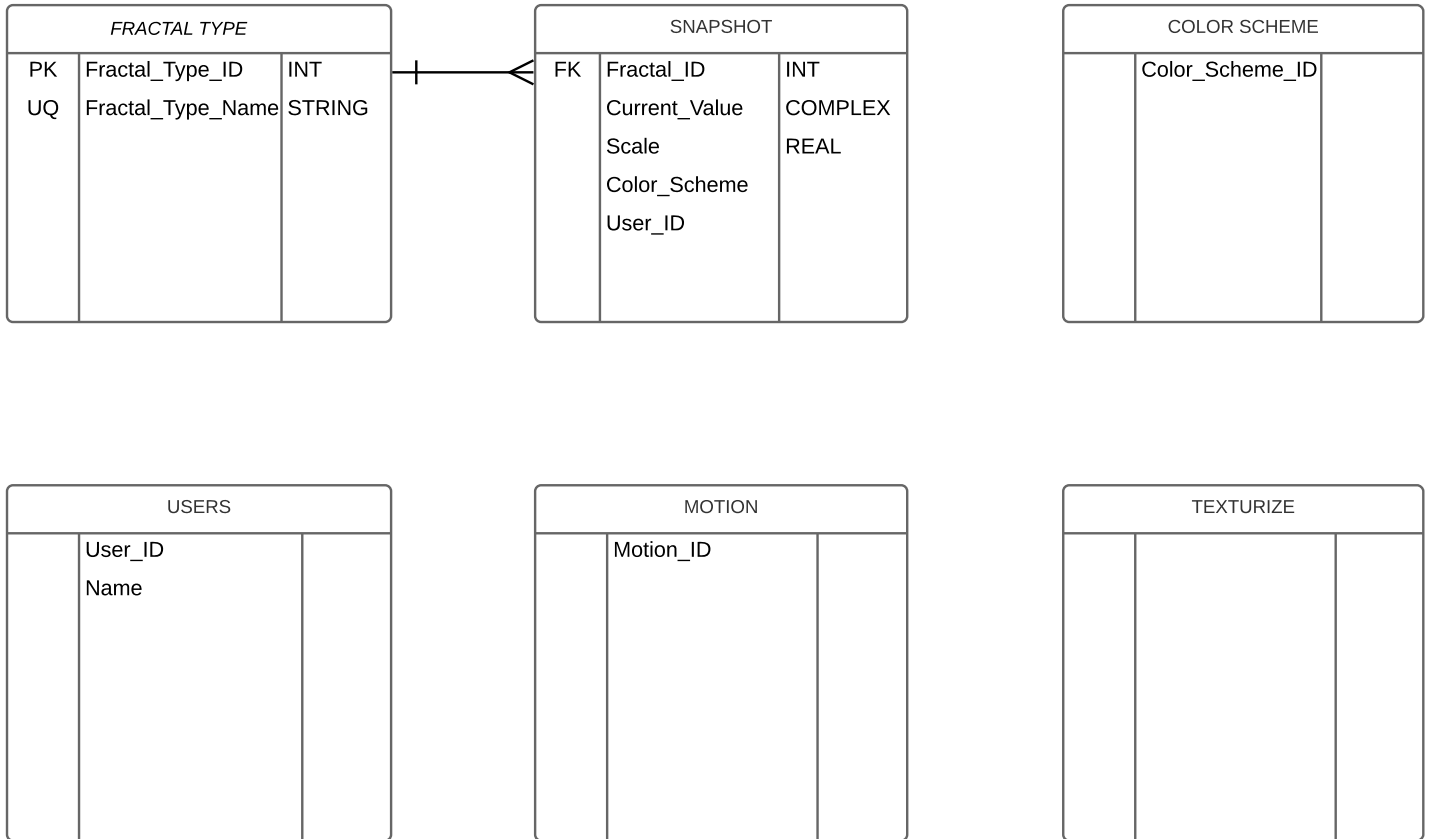 FRACTAL TYPE
PK Fractal_Type_ID INT
UQ Fractal_Type_Name STRING
SNAPSHOT
FK Fractal_ID INT
Current_Value COMPLEX
Scale REAL
Color_Scheme
User_ID
COLOR SCHEME
Color_Scheme_ID
USERS
User_ID
Name
MOTION
Motion_ID
TEXTURIZE